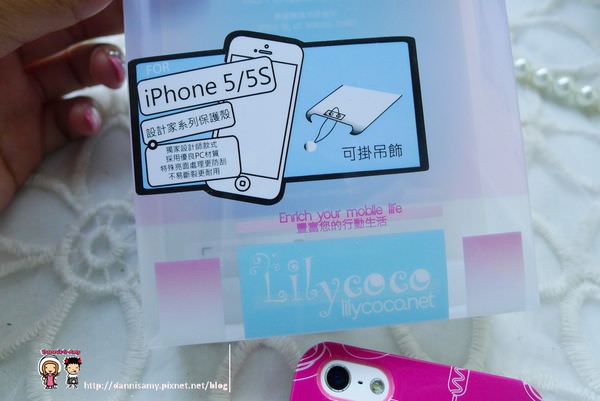 FOR
iPhone 5/5S
設計家系列保護殼
獨家設計師款式
採用優良PC材質
特殊亮面處理更防刮
不易斷裂更耐用
可掛吊飾
Enrich your mobile life
豐富您的行動生活
Lilycoco
lilycoco.net
http://dannisamy.pixnet.net/blog